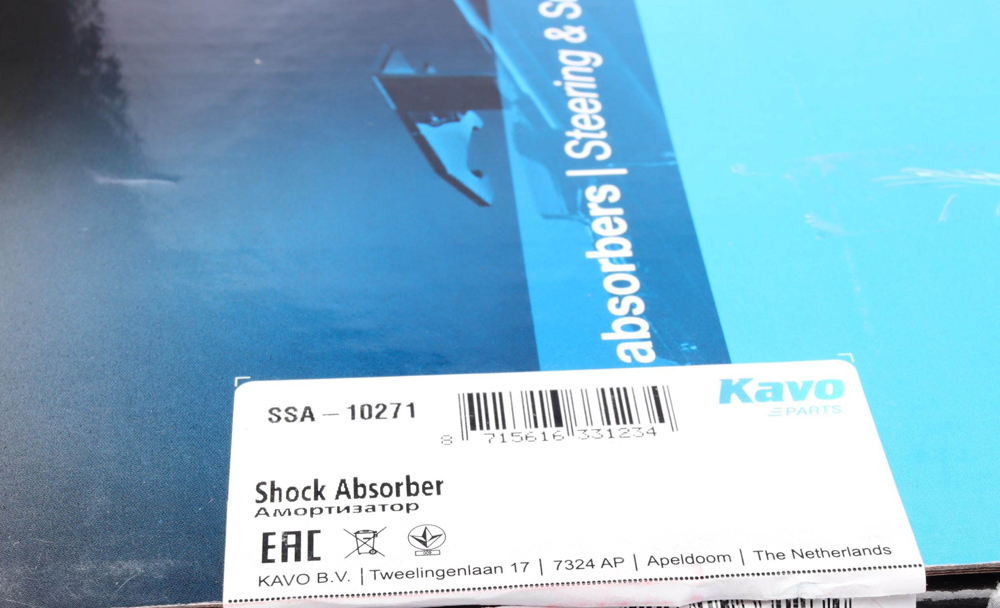 absorbers | Steering &
SSA – 10271
8 715616 331234
Kavo
PARTS
Shock Absorber
Амортизатор
EAC
KAVO B.V. | Tweelingenlaan 17 | 7324 AP | Apeldoorn | The Netherlands